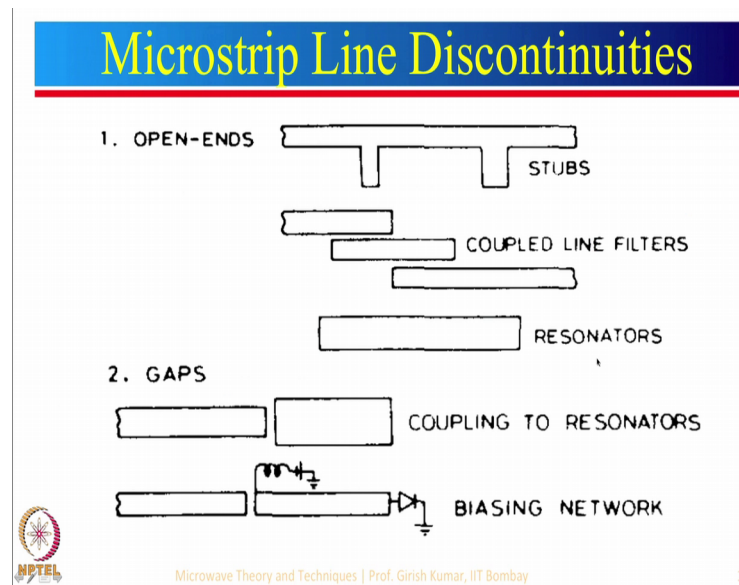 Microstrip Line Discontinuities
1. OPEN-ENDS
STUBS
COUPLED LINE FILTERS
RESONATORS
2. GAPS
COUPLING TO RESONATORS
BIASING NETWORK
NPTEL
Microwave Theory and Techniques | Prof. Girish Kumar, IIT Bombay